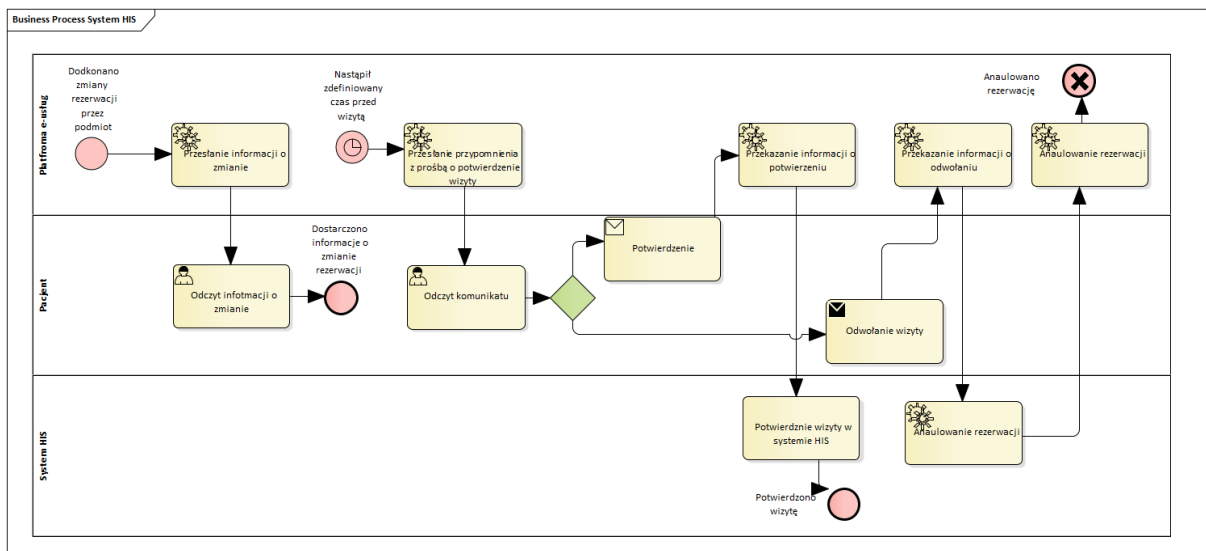 Business Process System HIS
Platfroma e-usług
Dodkonano
zmiany
rezerwacji
przez
podmiot
Przesłanie informacji o
zmianie
Nastąpił
zdefiniowany
czas przed
wizytą
Przesłanie przypomnienia
z prośbą o potwierdzenie
wizyty
Przekazanie informacji o
potwierzeniu
Przekazanie informacji o
odwołaniu
Anaulowano
rezerwację
Anaulowanie rezerwacji
Pacjent
Odczyt infotmacji o
zmianie
Dostarczono
informacje o
zmianie
rezerwacji
Odczyt komunikatu
Potwierdzenie
Odwołanie wizyty
System HIS
Potwierdznie wizyty w
systemie HIS
Potwierdzono
wizytę
Anaulowanie rezerwacji